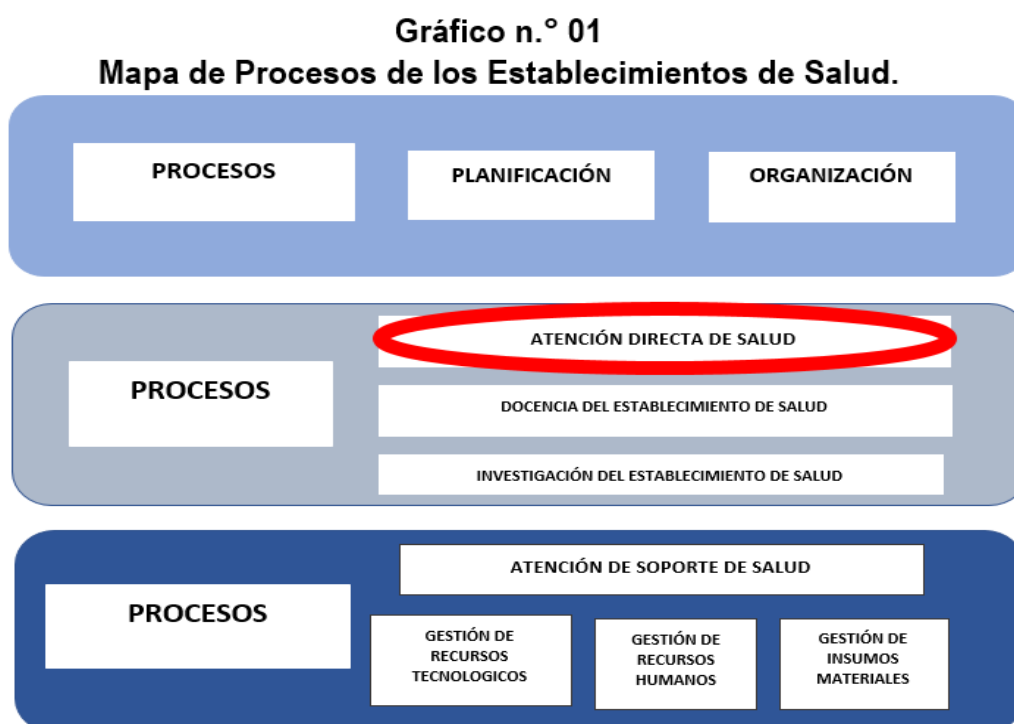 Gráfico n.° 01
Mapa de Procesos de los Establecimientos de Salud.
PROCESOS
PLANIFICACIÓN
ORGANIZACIÓN
PROCESOS
ATENCIÓN DIRECTA DE SALUD
DOCENCIA DEL ESTABLECIMIENTO DE SALUD
INVESTIGACIÓN DEL ESTABLECIMIENTO DE SALUD
PROCESOS
ATENCIÓN DE SOPORTE DE SALUD
GESTIÓN DE
RECURSOS
TECNOLOGICOS
GESTIÓN DE
RECURSOS
HUMANOS
GESTIÓN DE
INSUMOS
MATERIALES